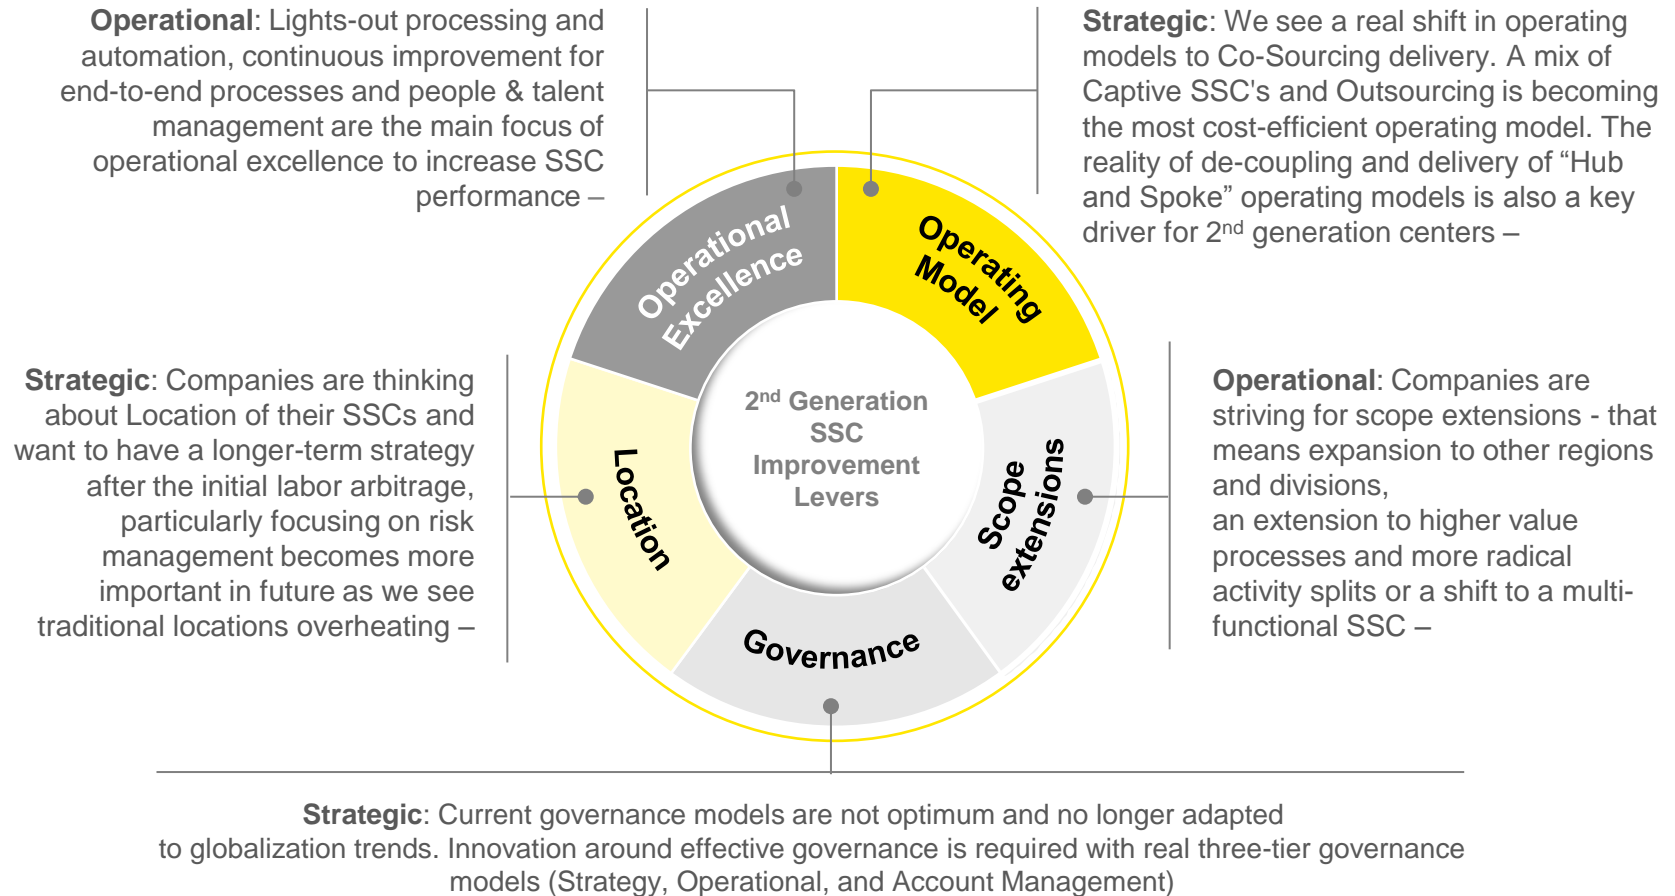 Operational: Lights-out processing and
automation, continuous improvement for
end-to-end processes and people & talent
management are the main focus of
operational excellence to increase SSC
performance –
Strategic: We see a real shift in operating
models to Co-Sourcing delivery. A mix of
Captive SSC's and Outsourcing is becoming
the most cost-efficient operating model. The
reality of de-coupling and delivery of “Hub
and Spoke” operating models is also a key
driver for 2nd generation centers –
Operational
Excellence
Operating
Model
Strategic: Companies are thinking
about Location of their SSCs and
want to have a longer-term strategy
after the initial labor arbitrage,
particularly focusing on risk
management becomes more
important in future as we see
traditional locations overheating –
Location
2nd Generation
SSC
Improvement
Levers
Scope
extensions
Operational: Companies are
striving for scope extensions - that
means expansion to other regions
and divisions,
an extension to higher value
processes and more radical
activity splits or a shift to a multi-
functional SSC –
Governance
Strategic: Current governance models are not optimum and no longer adapted
to globalization trends. Innovation around effective governance is required with real three-tier governance
models (Strategy, Operational, and Account Management)